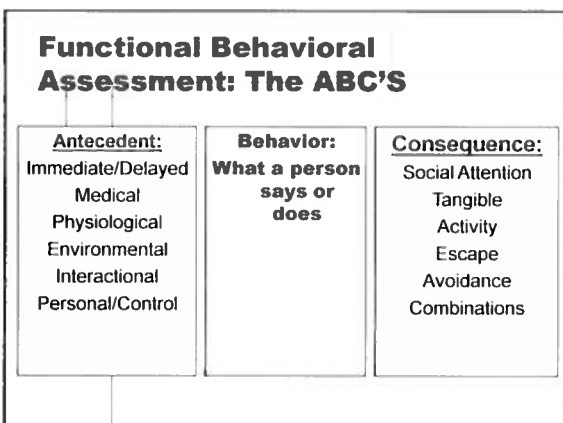 Functional Behavioral
Assessment: The ABC'S
Antecedent:
Immediate/Delayed
Medical
Physiological
Environmental
Interactional
Personal/Control
Behavior:
What a person
says or
does
Consequence:
Social Attention
Tangible
Activity
Escape
Avoidance
Combinations